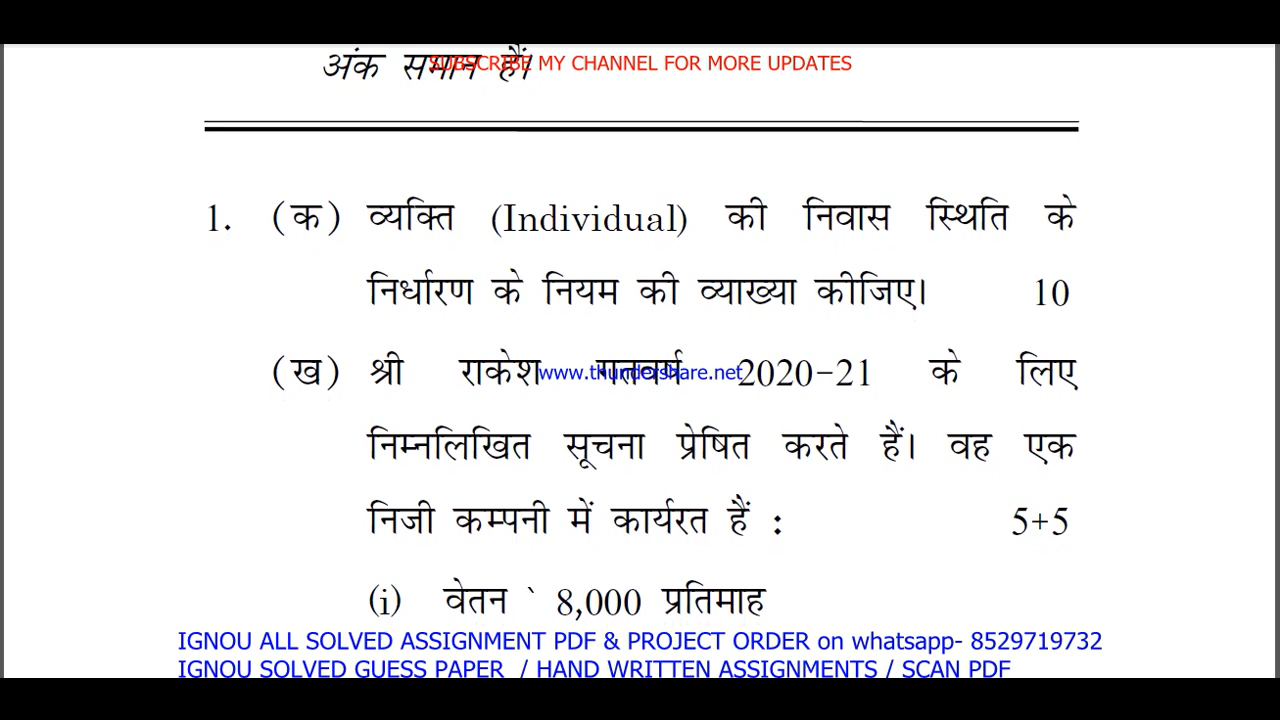 अंक समान हैं।
SUBSCRIBE MY CHANNEL FOR MORE UPDATES
1. (क) व्यक्ति (Individual) की निवास स्थिति के
निर्धारण के नियम की व्याख्या कीजिए। 10
(ख) श्री राकेश गतवर्ष 2020-21 के लिए
www.thundershare.net
निम्नलिखित सूचना प्रेषित करते हैं। वह एक
निजी कम्पनी में कार्यरत हैं : 5+5
(i) वेतन ` 8,000 प्रतिमाह
IGNOU ALL SOLVED ASSIGNMENT PDF & PROJECT ORDER on whatsapp- 8529719732
IGNOU SOLVED GUESS PAPER / HAND WRITTEN ASSIGNMENTS / SCAN PDF